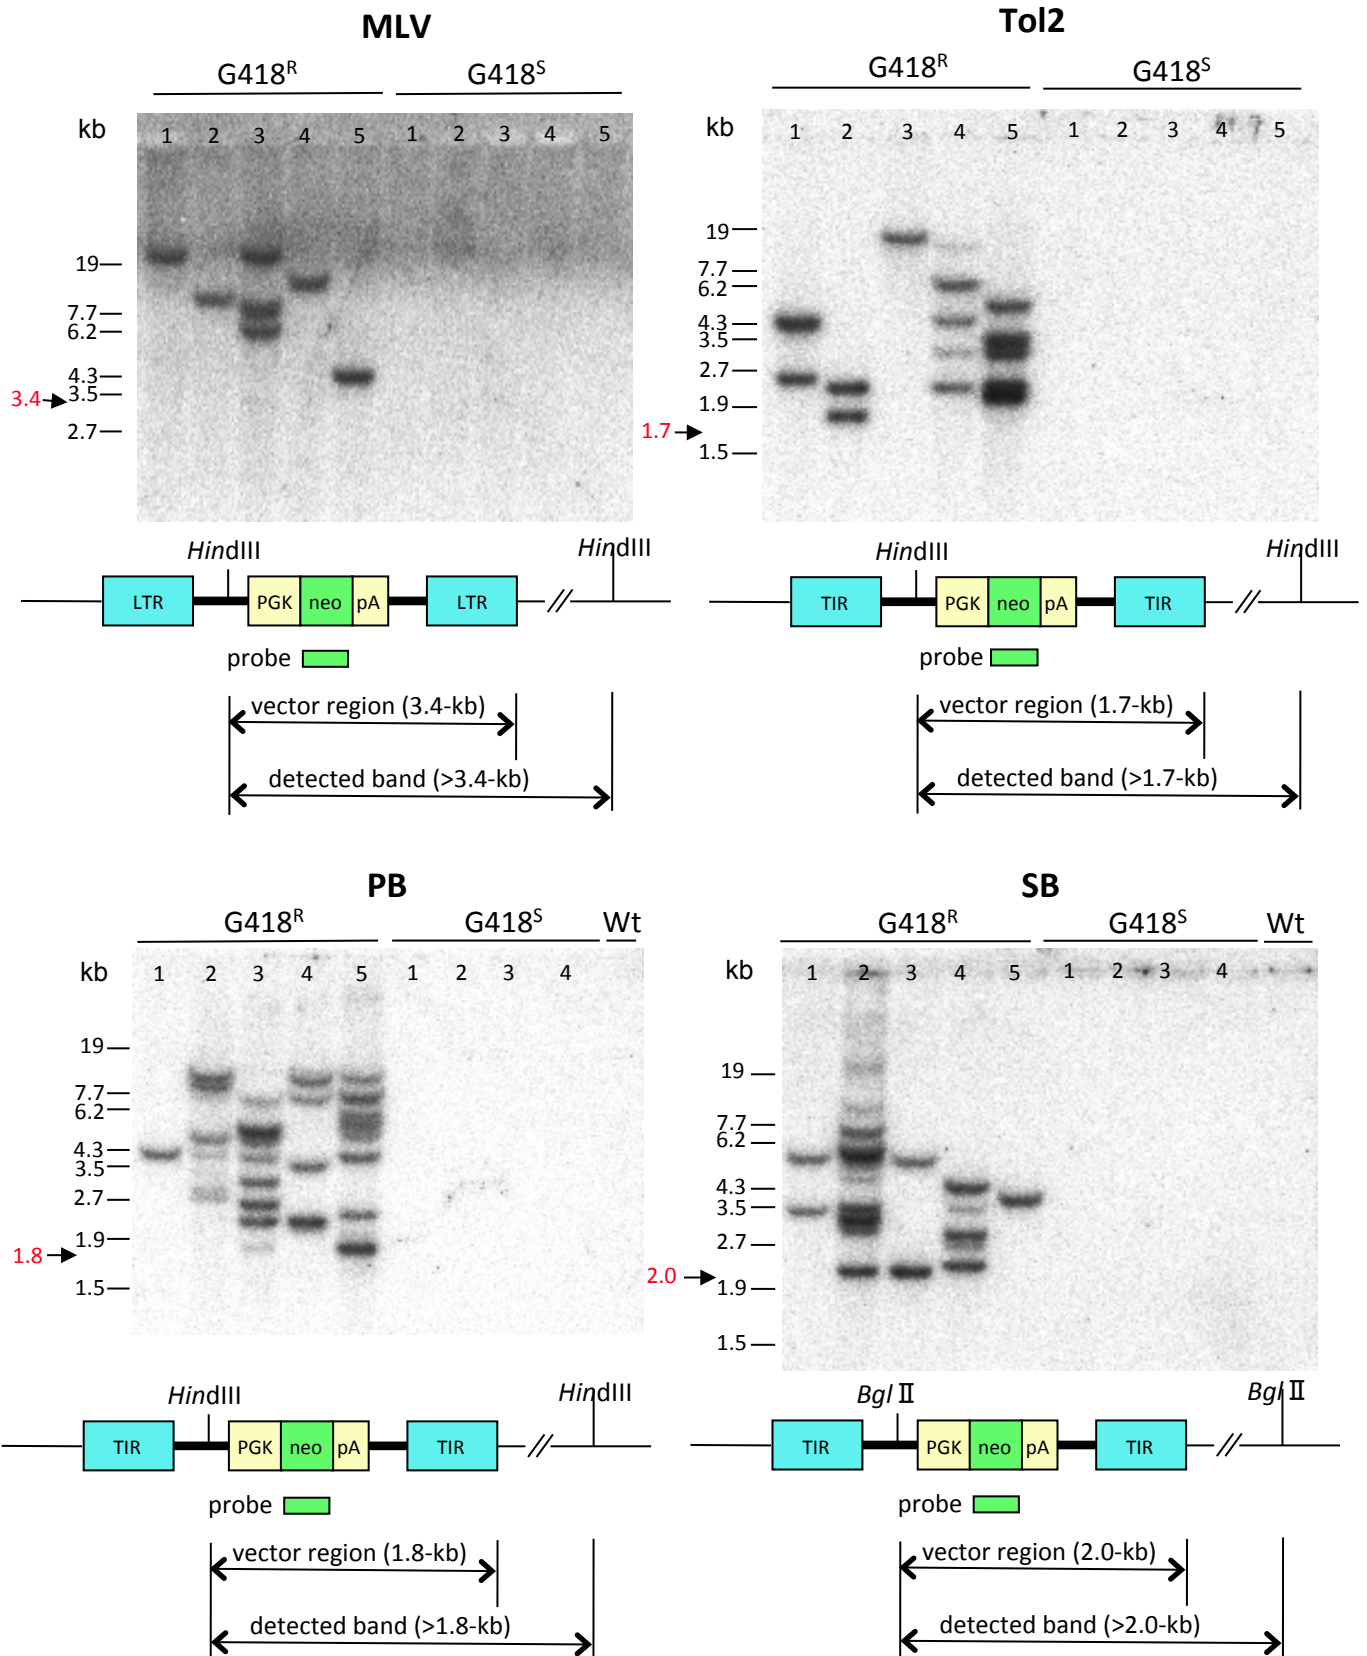 MLV
G418R G418S
kb 1 2 3 4 5 1 2 3 4 5
19
7.7
6.2
4.3
3.4 3.5
2.7
HindIII HindIII
LTR PGK neo pA LTR
probe
vector region (3.4-kb)
detected band (>3.4-kb)
Tol2
G418R G418S
kb 1 2 3 4 5 1 2 3 4 5
19
7.7
6.2
4.3
3.5
2.7
1.9
1.7
1.5
HindIII HindIII
TIR PGK neo pA TIR
probe
vector region (1.7-kb)
detected band (>1.7-kb)
PB
G418R G418S Wt
kb 1 2 3 4 5 1 2 3 4
19
7.7
6.2
4.3
3.5
2.7
1.9
1.8
1.5
HindIII HindIII
TIR PGK neo pA TIR
probe
vector region (1.8-kb)
detected band (>1.8-kb)
SB
G418R G418S Wt
kb 1 2 3 4 5 1 2 3 4
19
7.7
6.2
4.3
3.5
2.7
2.0
1.9
1.5
Bgl II Bgl II
TIR PGK neo pA TIR
probe
vector region (2.0-kb)
detected band (>2.0-kb)